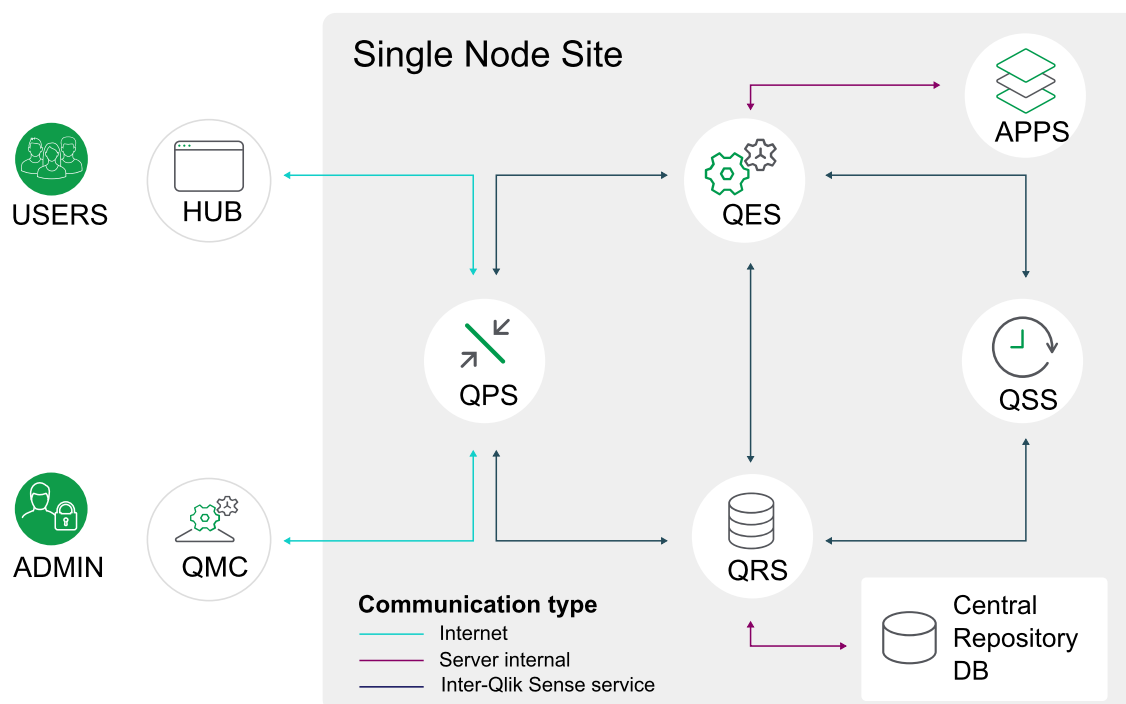 Single Node Site
APPS
USERS
HUB
QES
QPS
QSS
ADMIN
QMC
QRS
Communication type
Internet
Server internal
Inter-Qlik Sense service
Central
Repository
DB